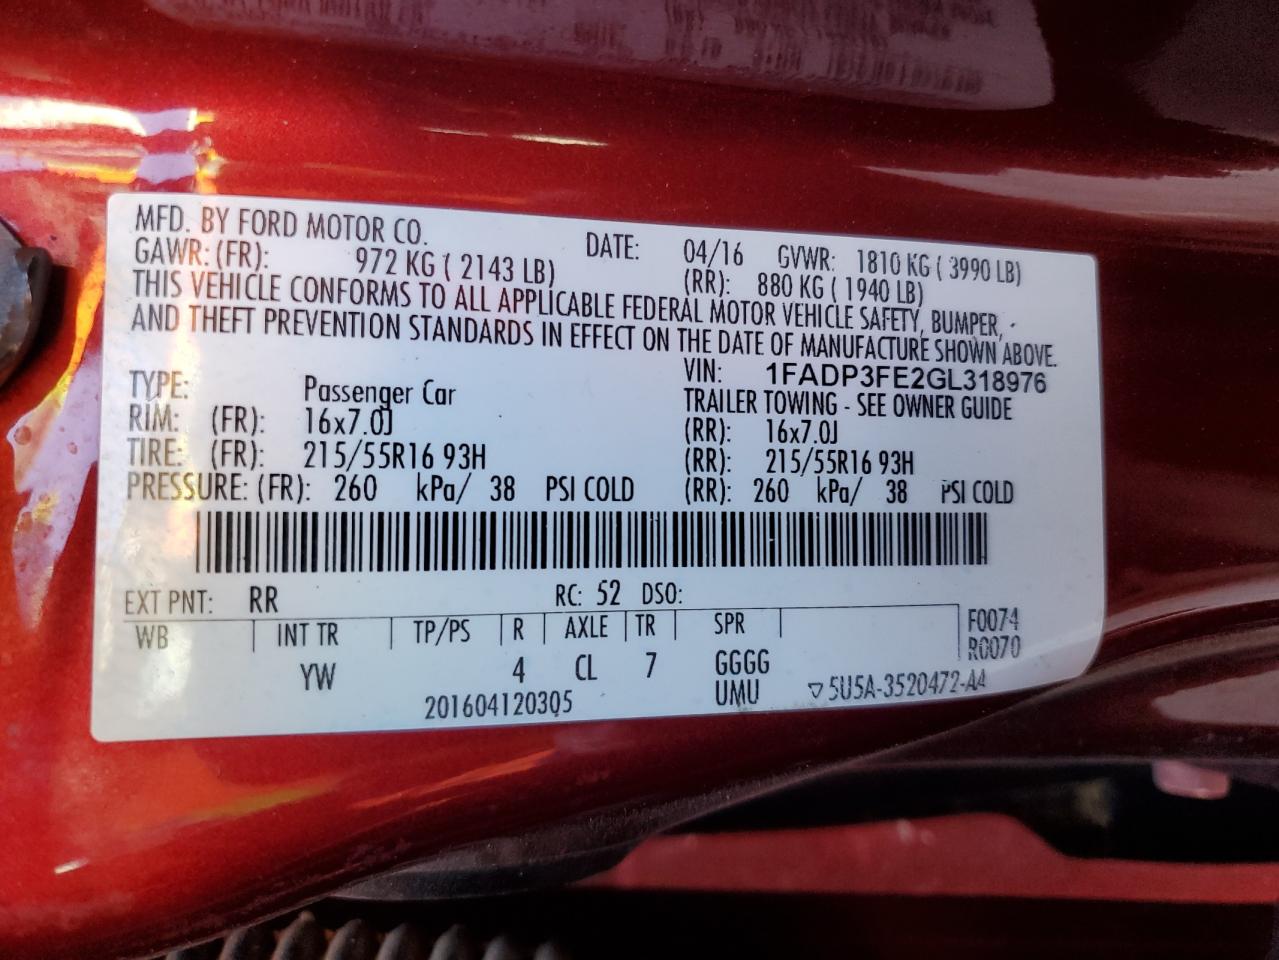 MFD. BY FORD MOTOR CO. DATE: 04/16 GVWR: 1810 KG ( 3990 LB)
GAWR: (FR): 972 KG ( 2143 LB) (RR): 880 KG ( 1940 LB)
THIS VEHICLE CONFORMS TO ALL APPLICABLE FEDERAL MOTOR VEHICLE SAFETY, BUMPER,
AND THEFT PREVENTION STANDARDS IN EFFECT ON THE DATE OF MANUFACTURE SHOWN ABOVE.
VIN: 1FADP3FE2GL318976
TYPE: Passenger Car TRAILER TOWING - SEE OWNER GUIDE
RIM: (FR): 16x7.0J (RR): 16x7.0J
TIRE: (FR): 215/55R16 93H (RR): 215/55R16 93H
PRESSURE: (FR): 260 kPa/ 38 PSI COLD (RR): 260 kPa/ 38 PSI COLD
EXT PNT: RR RC: 52 DSO:
WB INT TR TP/PS R AXLE TR SPR F0074
R0070
YW 4 CL 7 GGGG
201604120305 UMU ▽5U5A-3520472-AA